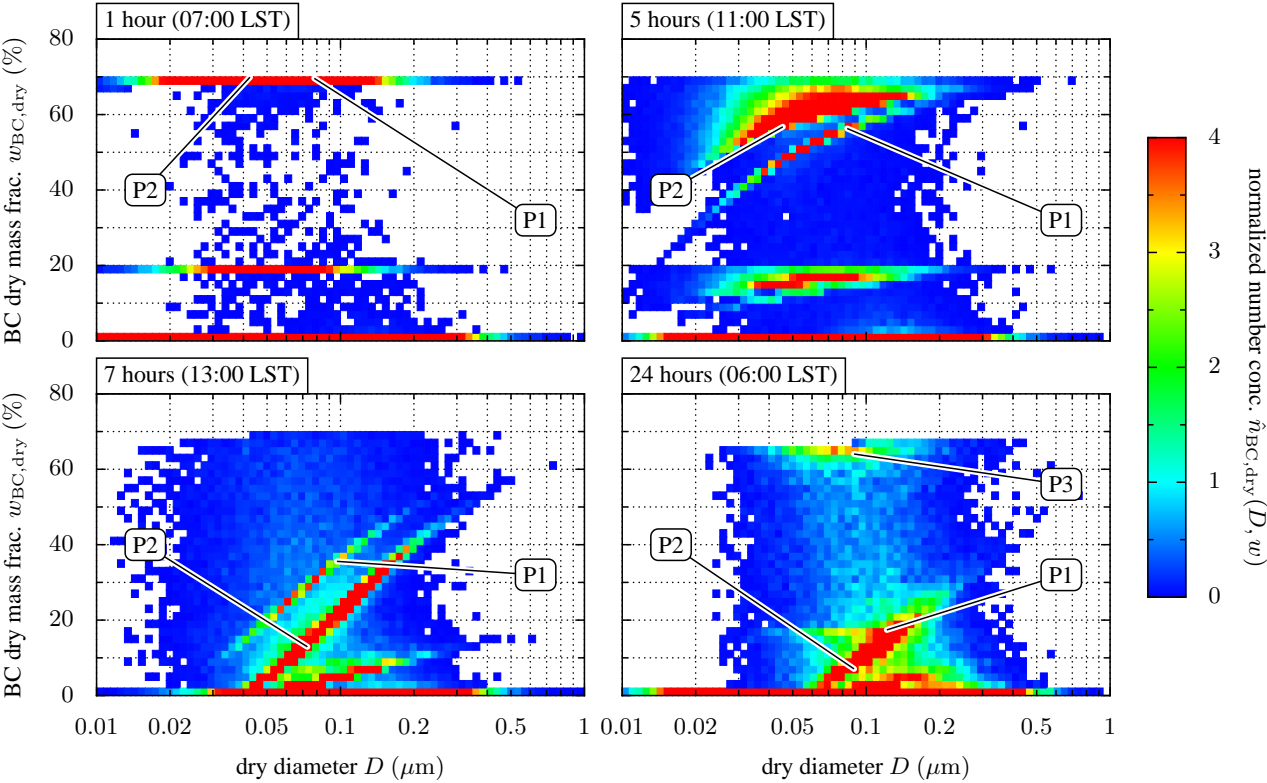 1 hour (07:00 LST)
5 hours (11:00 LST)
BC dry mass frac. w_BC,dry (%)
80
60
40
20
0
P2
P1
P2
P1
7 hours (13:00 LST)
24 hours (06:00 LST)
BC dry mass frac. w_BC,dry (%)
80
60
40
20
0
P2
P1
P3
P2
P1
0.01 0.02 0.05 0.1 0.2 0.5 1
0.01 0.02 0.05 0.1 0.2 0.5 1
dry diameter D (μm)
dry diameter D (μm)
4
3
2
1
0
normalized number conc. n̂_BC,dry(D, w)